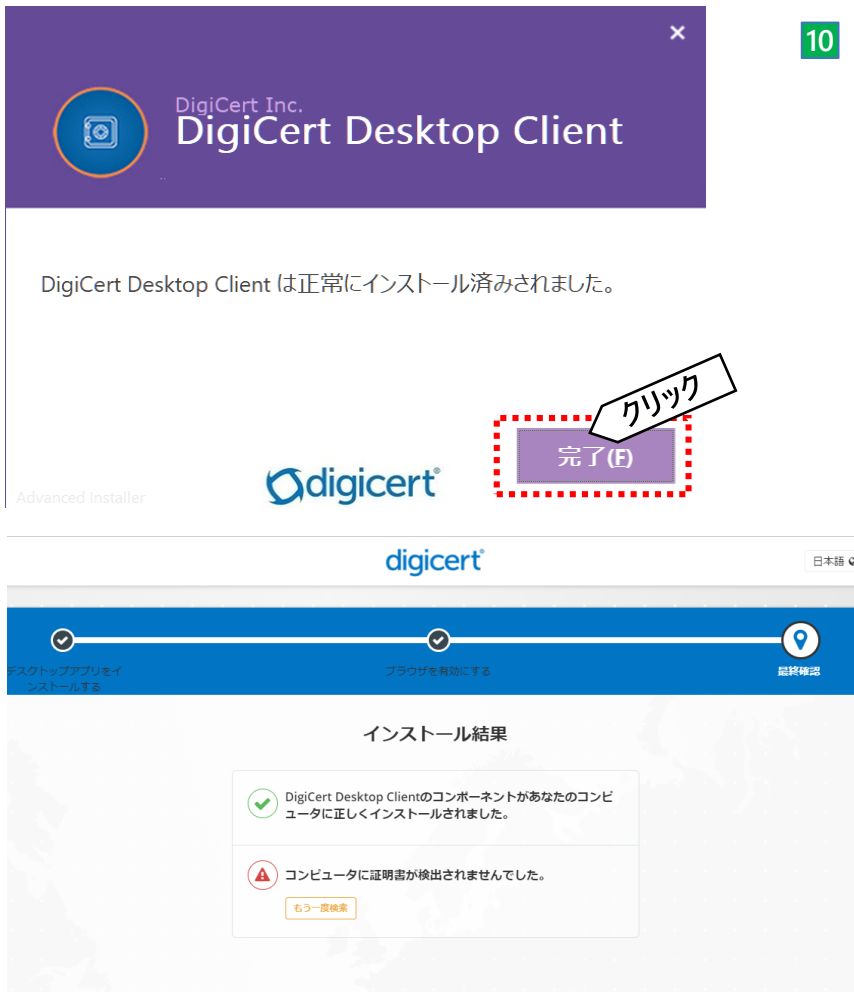 10
DigiCert Inc.
DigiCert Desktop Client
DigiCert Desktop Client は正常にインストール済みされました。
クリック
完了(F)
digicert®
Advanced Installer
digicert®
日本語
デスクトップアプリをイ
ンストールする
ブラウザを有効にする
最終確認
インストール結果
DigiCert Desktop Clientのコンポーネントがあなたのコンピ
ュータに正しくインストールされました。
コンピュータに証明書が検出されませんでした。
もう一度検索